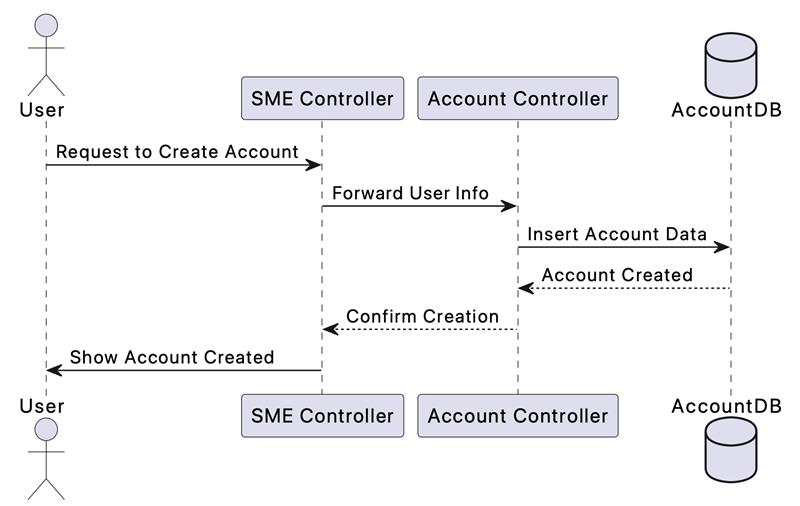 User
SME Controller
Account Controller
AccountDB
Request to Create Account
Forward User Info
Insert Account Data
Account Created
Confirm Creation
Show Account Created
User
SME Controller
Account Controller
AccountDB